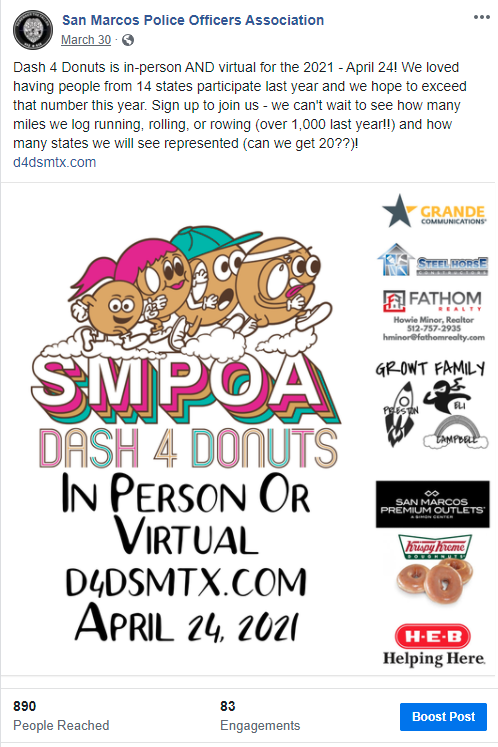 San Marcos Police Officers Association
March 30 ·
Dash 4 Donuts is in-person AND virtual for the 2021 - April 24! We loved
having people from 14 states participate last year and we hope to exceed
that number this year. Sign up to join us - we can't wait to see how many
miles we log running, rolling, or rowing (over 1,000 last year!!) and how
many states we will see represented (can we get 20??)!
d4dsmtx.com
SMPOA
DASH 4 DONUTS
IN PERSON OR
VIRTUAL
D4DSMTX.COM
APRIL 24, 2021
GRANDE
COMMUNICATIONS
STEEL HORSE
CONSTRUCTORS
FATHOM
REALTY
Howie Minor, Realtor
512-757-2935
hminor@fathomrealty.com
GROWT FAMILY
PRESTON
ELI
CAMPBELL
SAN MARCOS
PREMIUM OUTLETS®
A SIMON CENTER
Krispy Kreme
DOUGHNUTS
H-E-B
Helping Here.
890
People Reached
83
Engagements
Boost Post